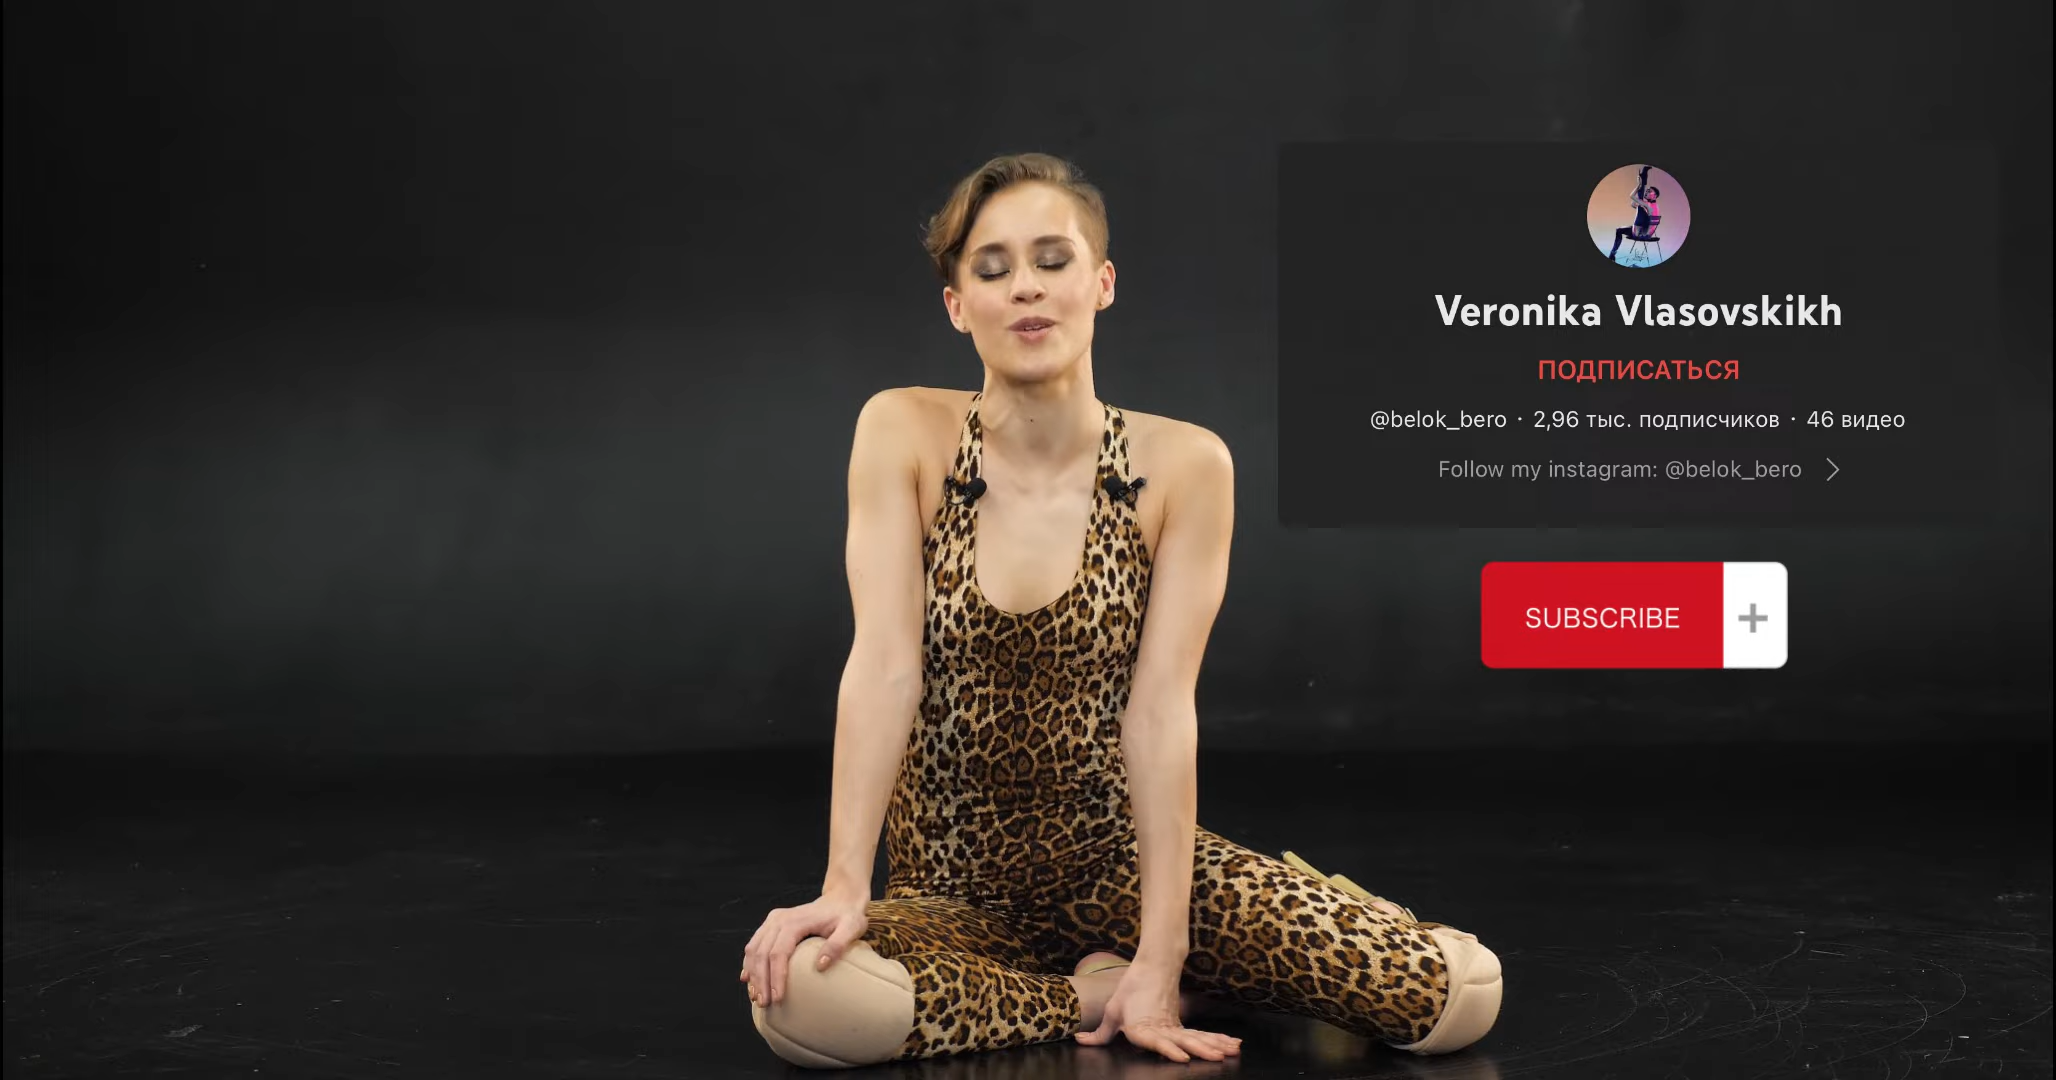 Veronika Vlasovskikh
ПОДПИСАТЬСЯ
@belok_bero · 2,96 тыс. подписчиков · 46 видео
Follow my instagram: @belok_bero
SUBSCRIBE